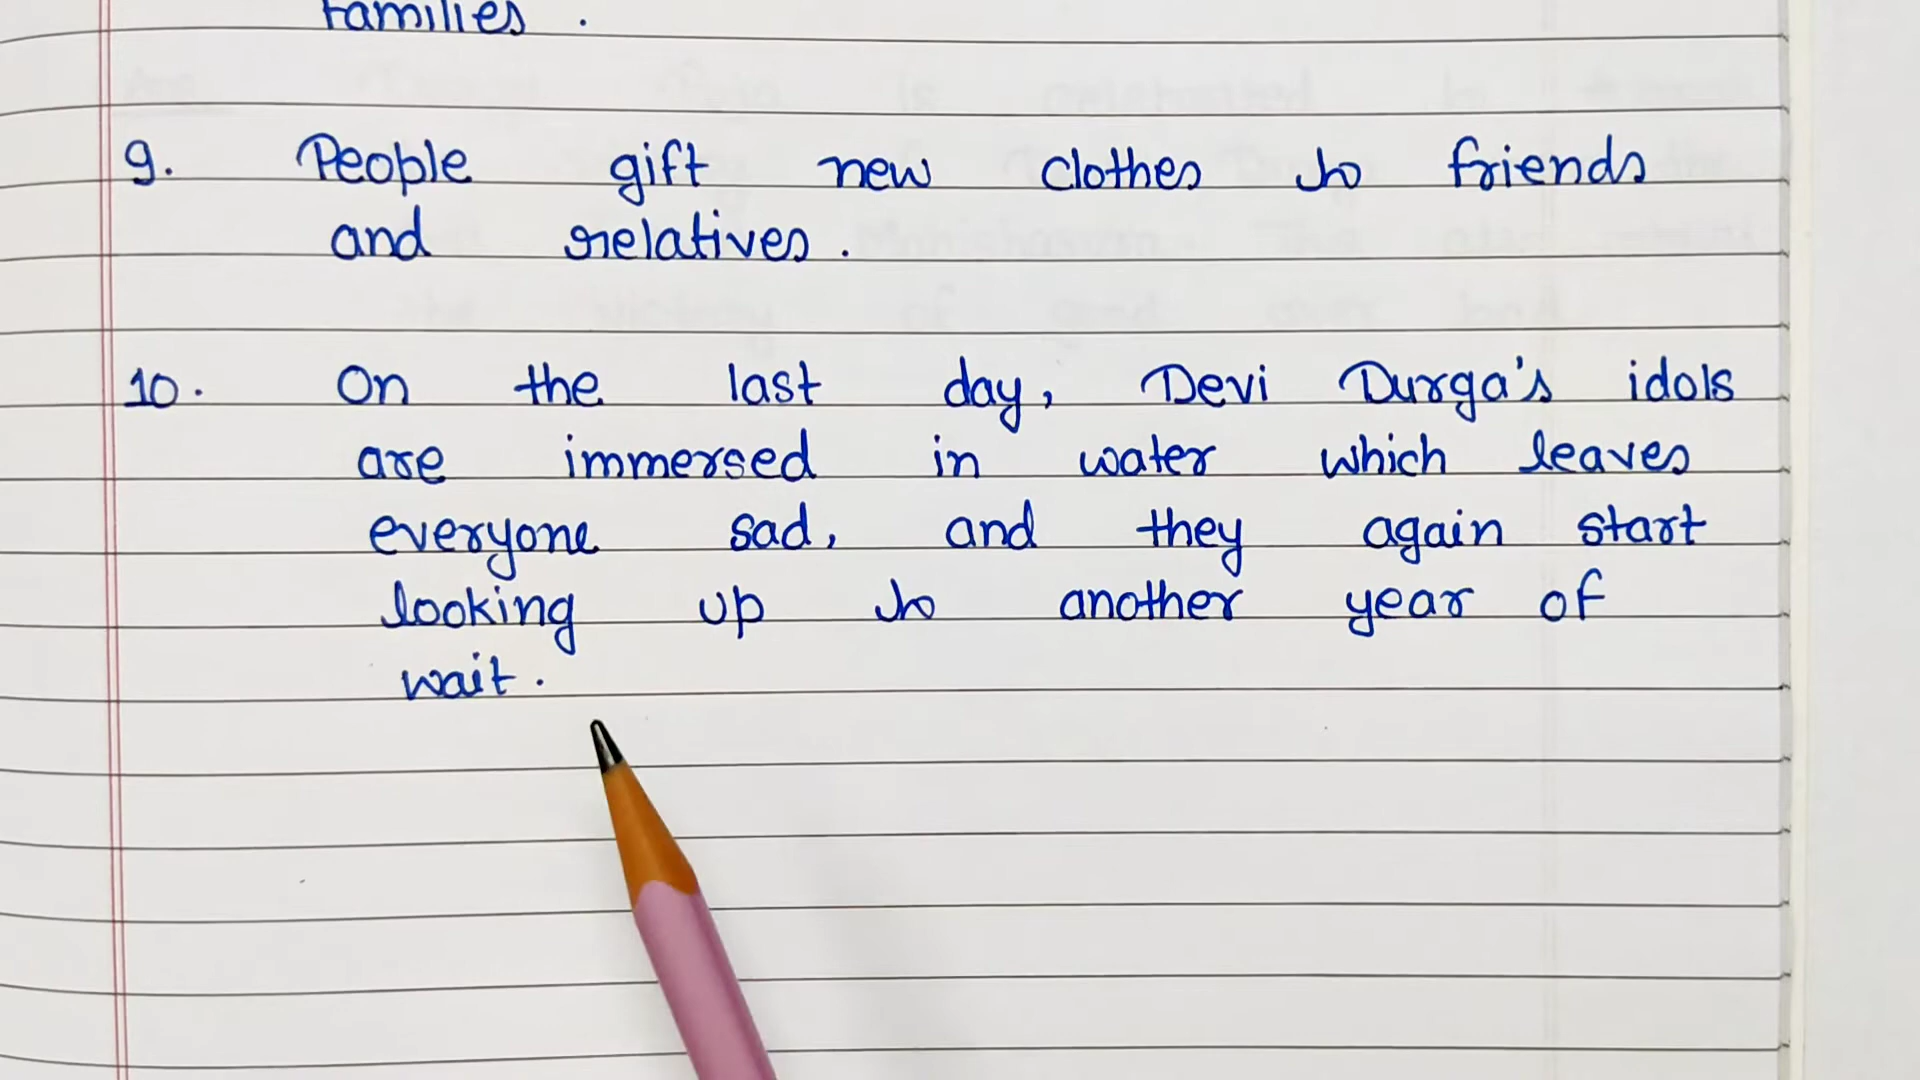 families .
9. People gift new clothes to friends
and relatives .
10. On the last day, Devi Durga's idols
are immersed in water which leaves
everyone sad, and they again start
looking up to another year of
wait .